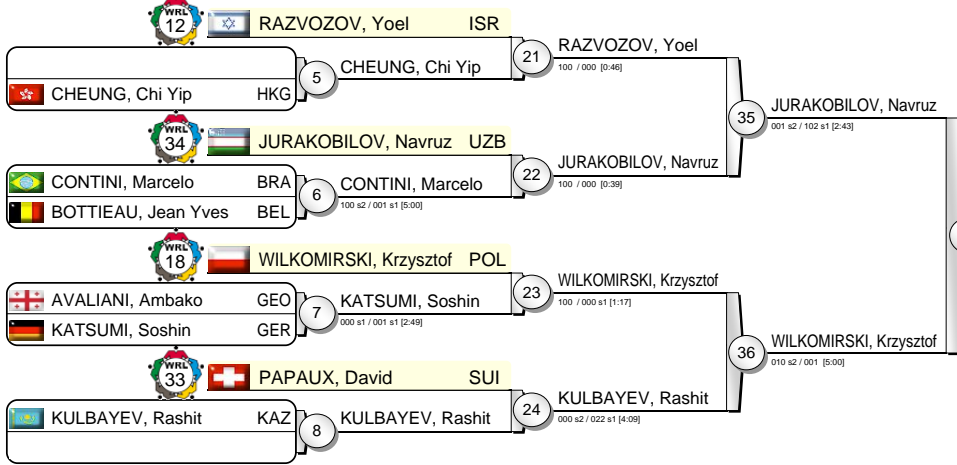 WRL
12
RAZVOZOV, Yoel ISR
21
RAZVOZOV, Yoel
100 / 000 [0:46]
5
CHEUNG, Chi Yip
CHEUNG, Chi Yip HKG
35
JURAKOBILOV, Navruz
001 s2 / 102 s1 [2:43]
WRL
34
JURAKOBILOV, Navruz UZB
22
JURAKOBILOV, Navruz
100 / 000 [0:39]
CONTINI, Marcelo BRA
6
CONTINI, Marcelo
100 s2 / 001 s1 [5:00]
BOTTIEAU, Jean Yves BEL
WRL
18
WILKOMIRSKI, Krzysztof POL
23
WILKOMIRSKI, Krzysztof
100 / 000 s1 [1:17]
AVALIANI, Ambako GEO
7
KATSUMI, Soshin
000 s1 / 001 s1 [2:49]
KATSUMI, Soshin GER
36
WILKOMIRSKI, Krzysztof
010 s2 / 001 [5:00]
WRL
33
PAPAUX, David SUI
24
KULBAYEV, Rashit
000 s2 / 022 s1 [4:09]
KULBAYEV, Rashit KAZ
8
KULBAYEV, Rashit